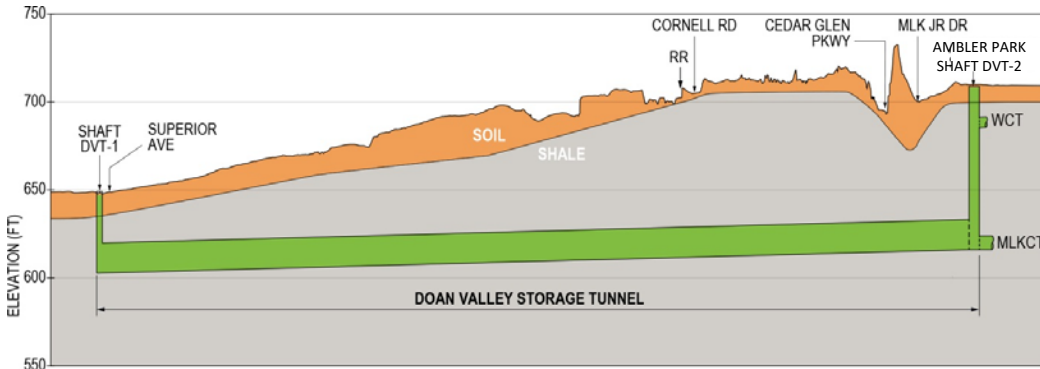 750
CORNELL RD
CEDAR GLEN
PKWY
MLK JR DR
AMBLER PARK
SHAFT DVT-2
RR
700
WCT
SHAFT
DVT-1
SUPERIOR
AVE
SOIL
SHALE
650
ELEVATION (FT)
MLKCT
600
DOAN VALLEY STORAGE TUNNEL
550